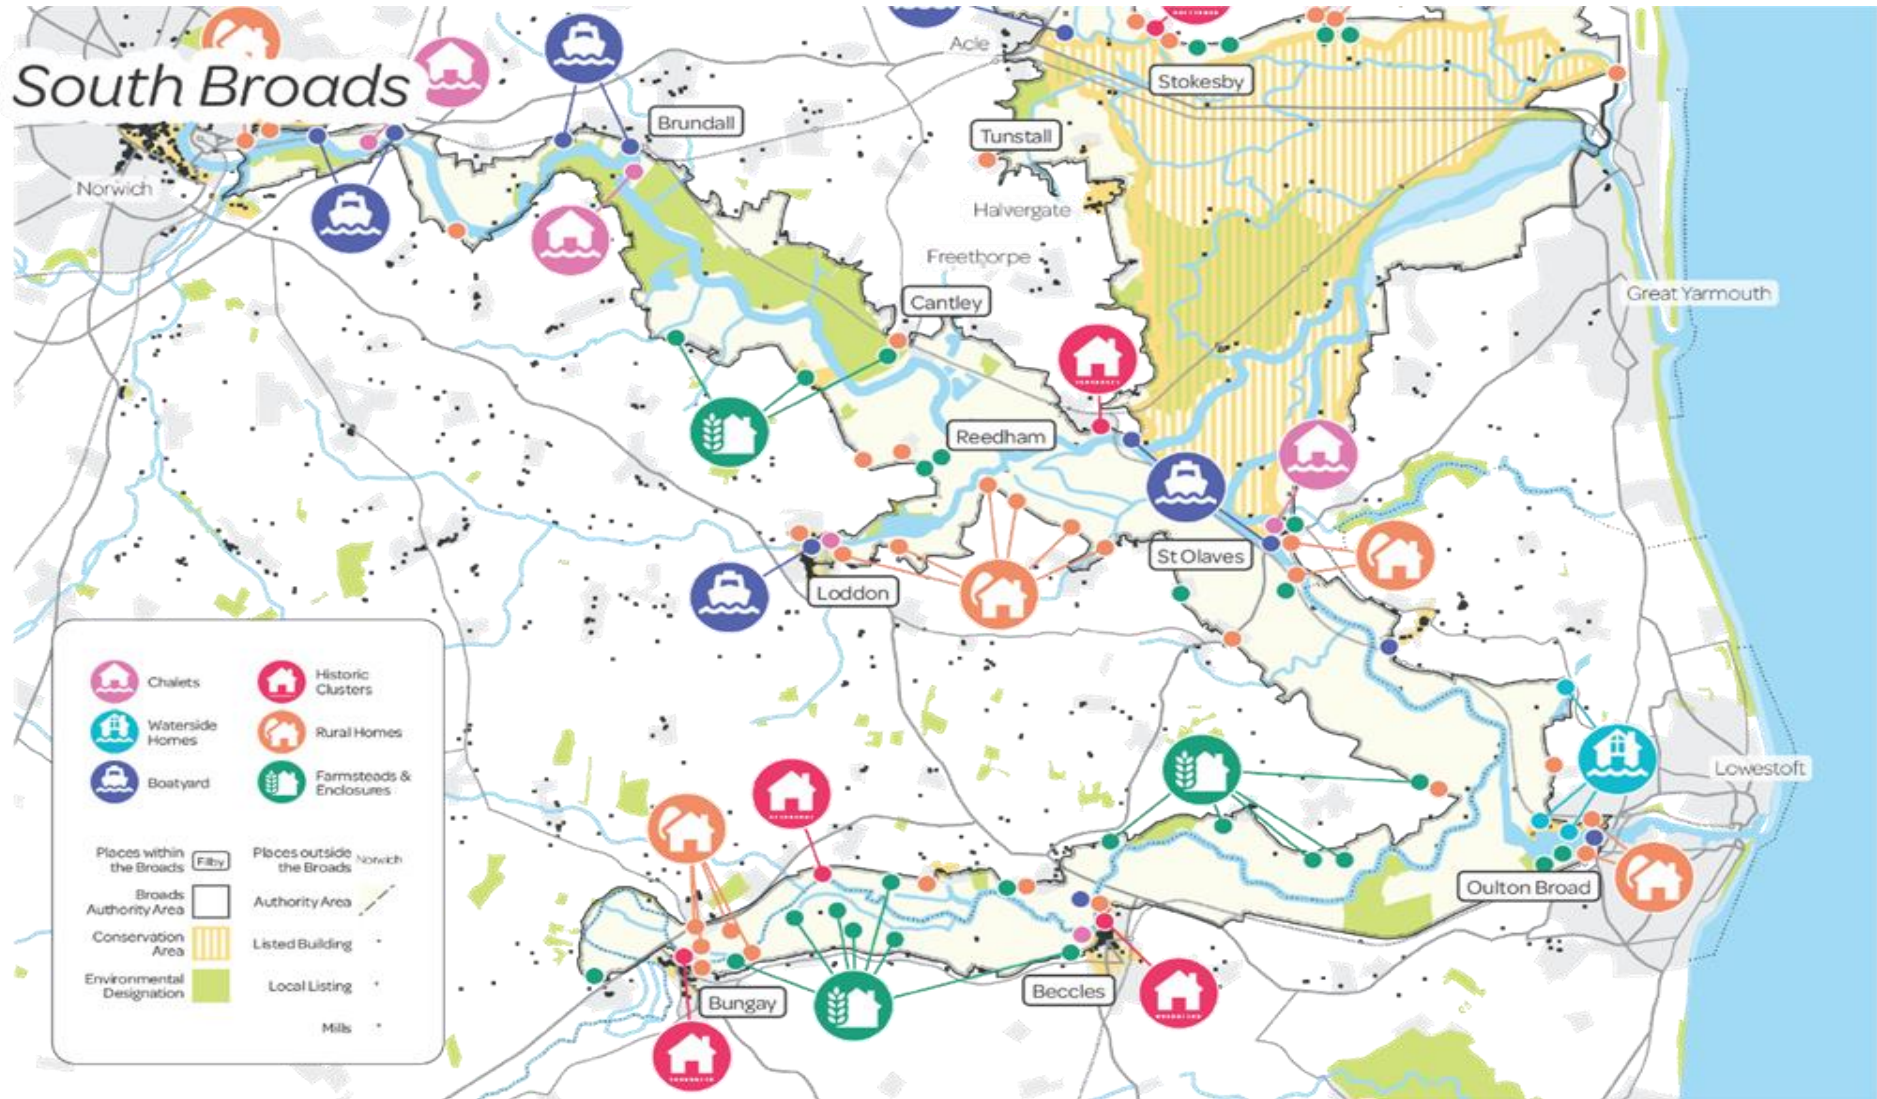 South Broads
Acle
Stokesby
Brundall
Tunstall
Norwich
Halvergate
Freethorpe
Great Yarmouth
Cantley
Reedham
St Olaves
Loddon
Lowestoft
Oulton Broad
Beccles
Bungay
Chalets
Historic
Clusters
Waterside
Homes
Rural Homes
Boatyard
Farmsteads &
Enclosures
Places within
the Broads
Filby
Places outside
the Broads
Norwich
Broads
Authority Area
Authority Area
Conservation
Area
Listed Building
Environmental
Designation
Local Listing
Mills